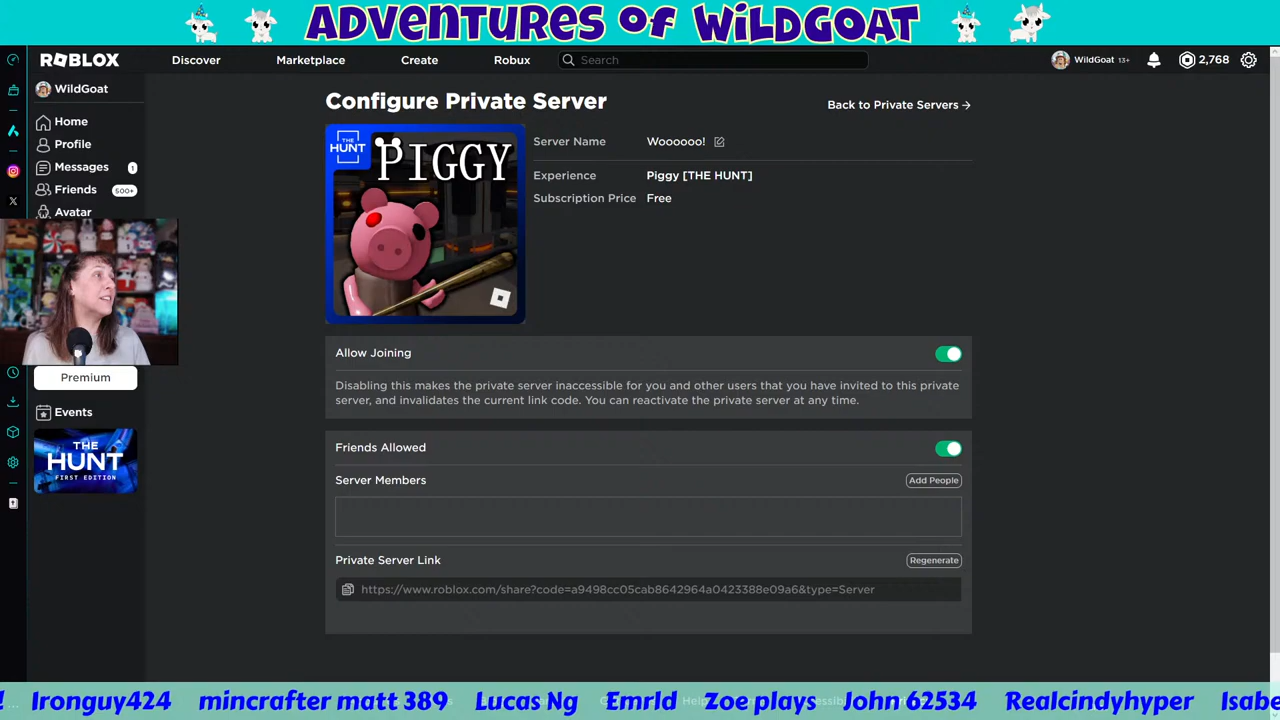 ADVENTURES OF WILDGOAT
ROBLOX
Discover
Marketplace
Create
Robux
Search
WildGoat 13+
2,768
WildGoat
Home
Profile
Messages 1
Friends 500+
Avatar
Premium
Events
THE
HUNT
FIRST EDITION
Configure Private Server
Back to Private Servers →
THE
HUNT
PIGGY
Server Name Woooooo!
Experience Piggy [THE HUNT]
Subscription Price Free
Allow Joining
Disabling this makes the private server inaccessible for you and other users that you have invited to this private
server, and invalidates the current link code. You can reactivate the private server at any time.
Friends Allowed
Server Members Add People
Private Server Link Regenerate
https://www.roblox.com/share?code=a9498cc05cab8642964a0423388e09a6&type=Server
Ironguy424 mincrafter matt 389 Lucas Ng Emrld Zoe plays John 62534 Realcindyhyper Isabe